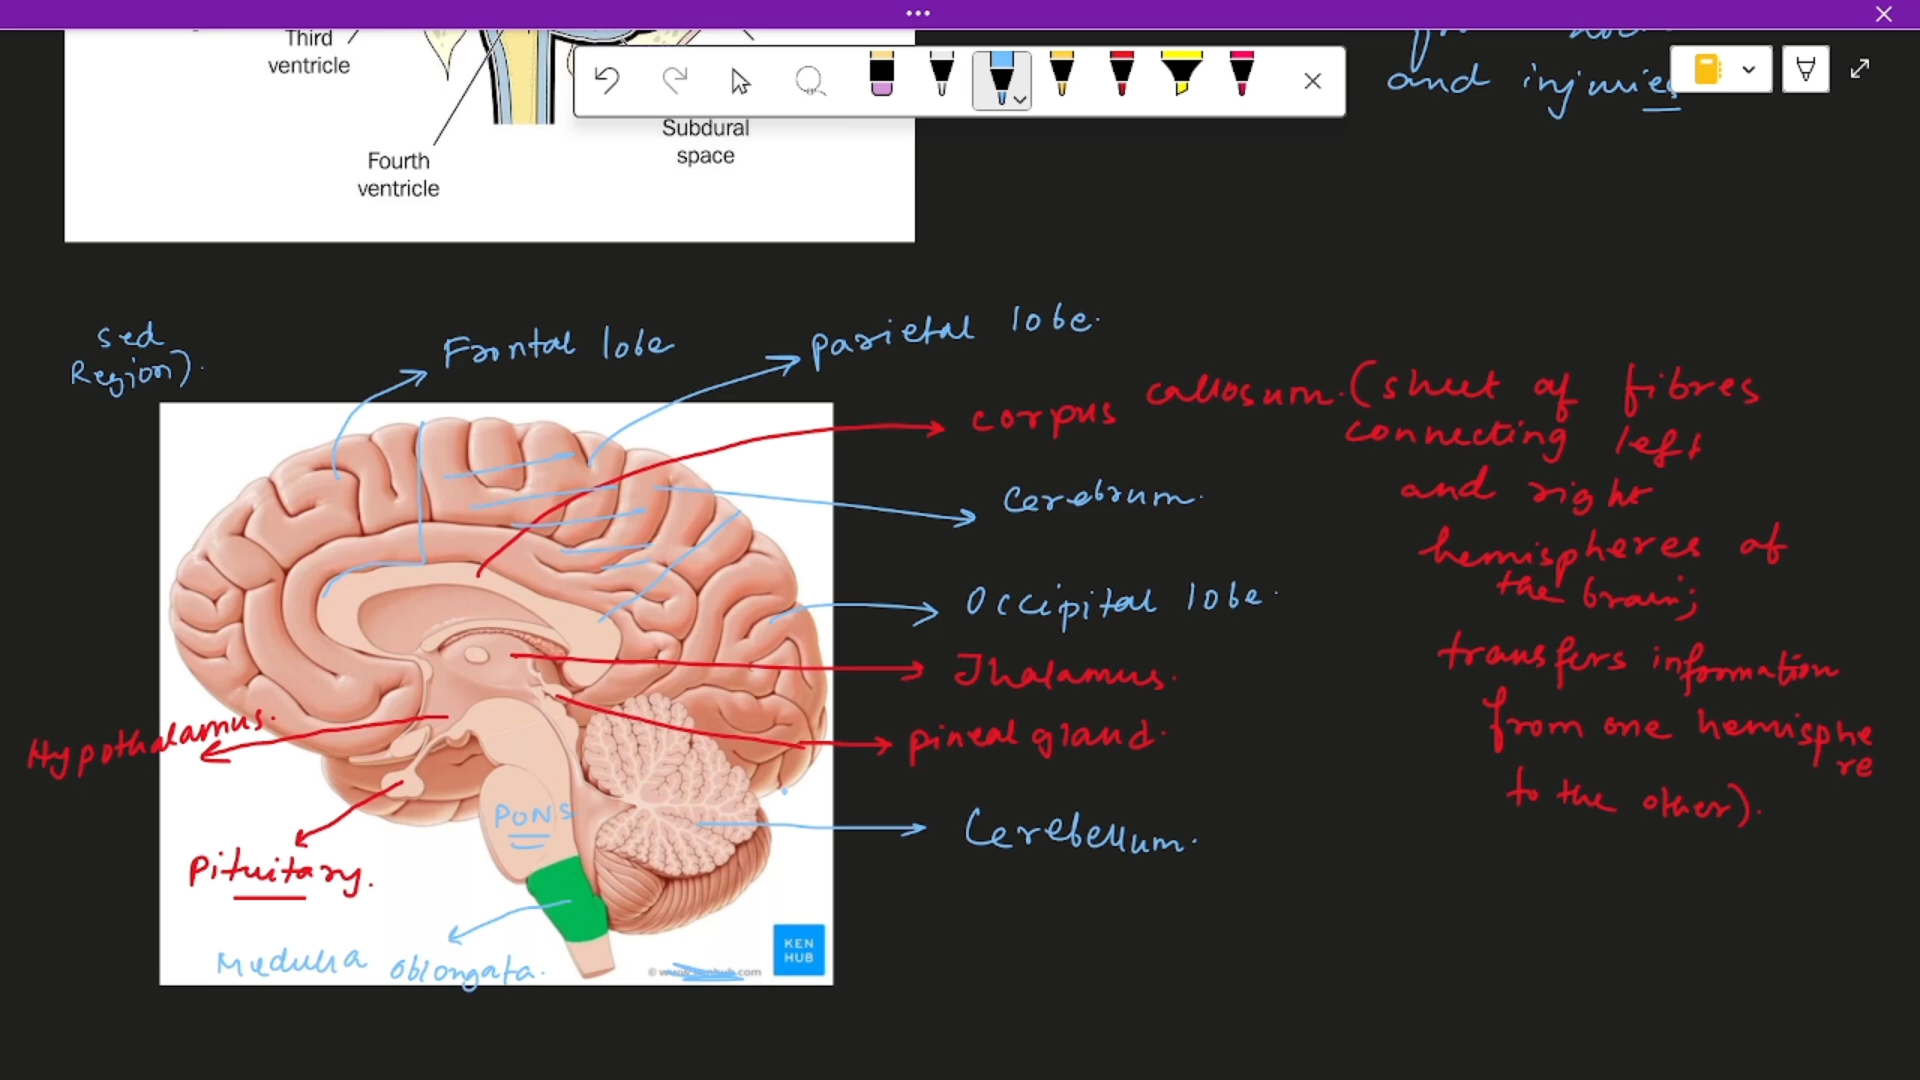 Third
ventricle
and injuries
Subdural
space
Fourth
ventricle
sed
Region).
Frontal lobe
parietal lobe.
corpus callosum. (sheet of fibres
connecting left
and right
hemispheres of
the brain;
transfers information
from one hemisphe
re
to the other).
Cerebrum.
Occipital lobe.
Thalamus.
pineal gland.
Cerebellum.
Hypothalamus.
PONS
Pituitary.
Medulla oblongata.
KEN
HUB